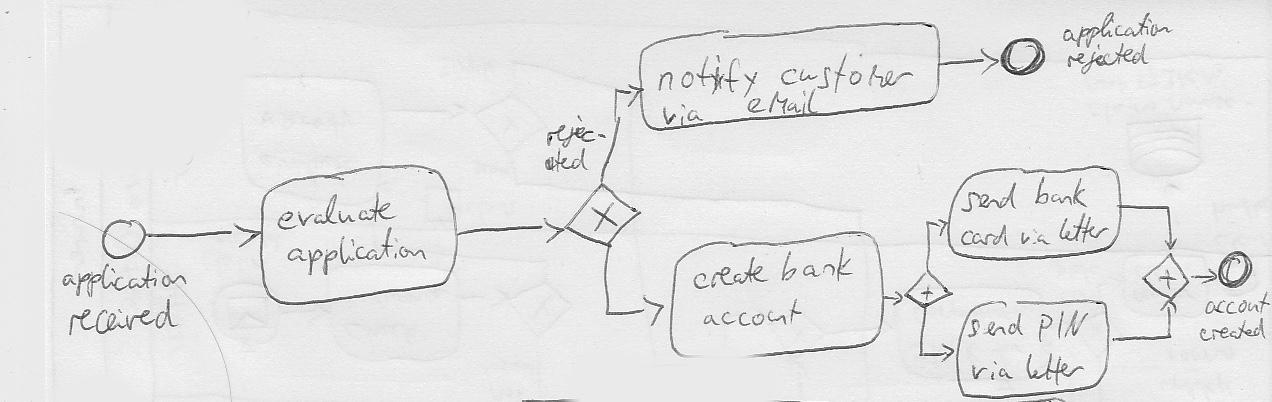 application
received
evaluate
application
rejec-
ted
notify customer
via eMail
application
rejected
create bank
account
send bank
card via letter
send PIN
via letter
account
created